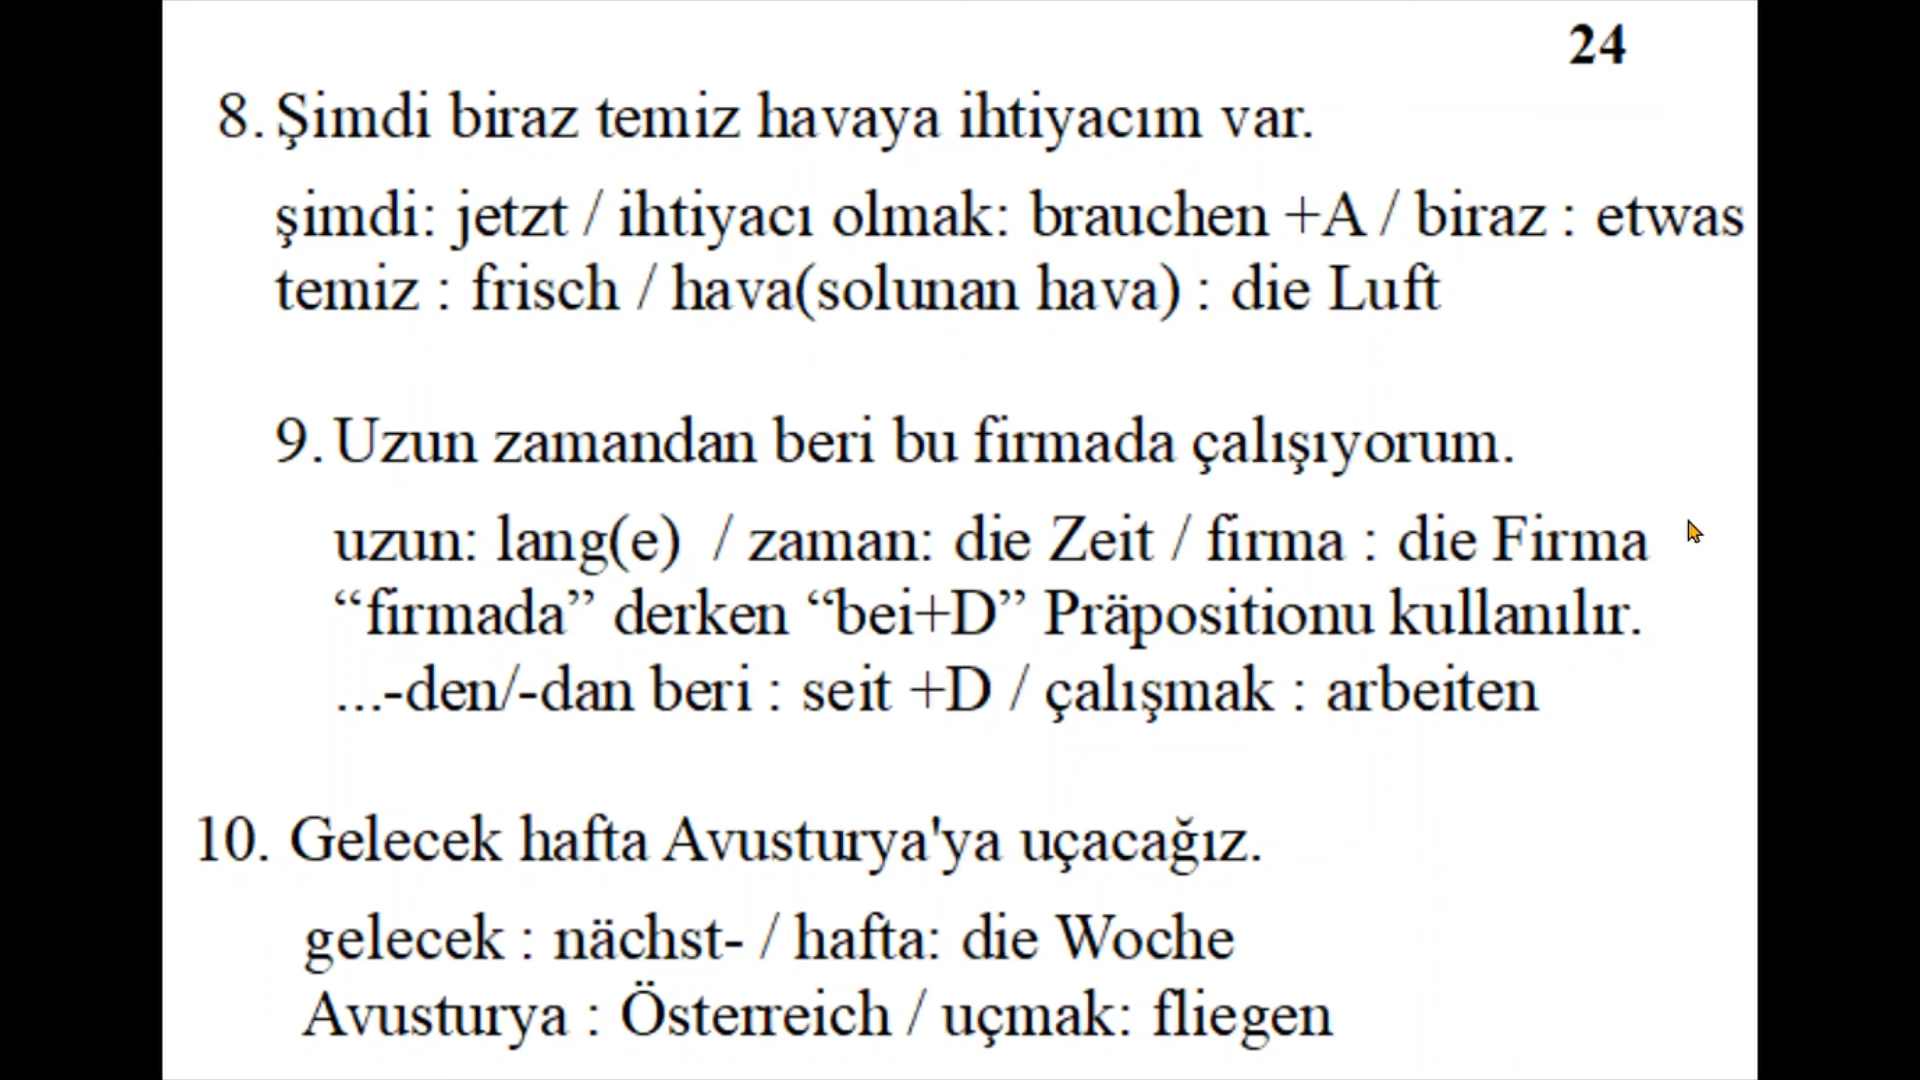 24
8. Şimdi biraz temiz havaya ihtiyacım var.
şimdi: jetzt / ihtiyacı olmak: brauchen +A / biraz : etwas
temiz : frisch / hava(solunan hava) : die Luft
9. Uzun zamandan beri bu firmada çalışıyorum.
uzun: lang(e) / zaman: die Zeit / firma : die Firma
“firmada” derken “bei+D” Präpositionu kullanılır.
...-den/-dan beri : seit +D / çalışmak : arbeiten
10. Gelecek hafta Avusturya'ya uçacağız.
gelecek : nächst- / hafta: die Woche
Avusturya : Österreich / uçmak: fliegen